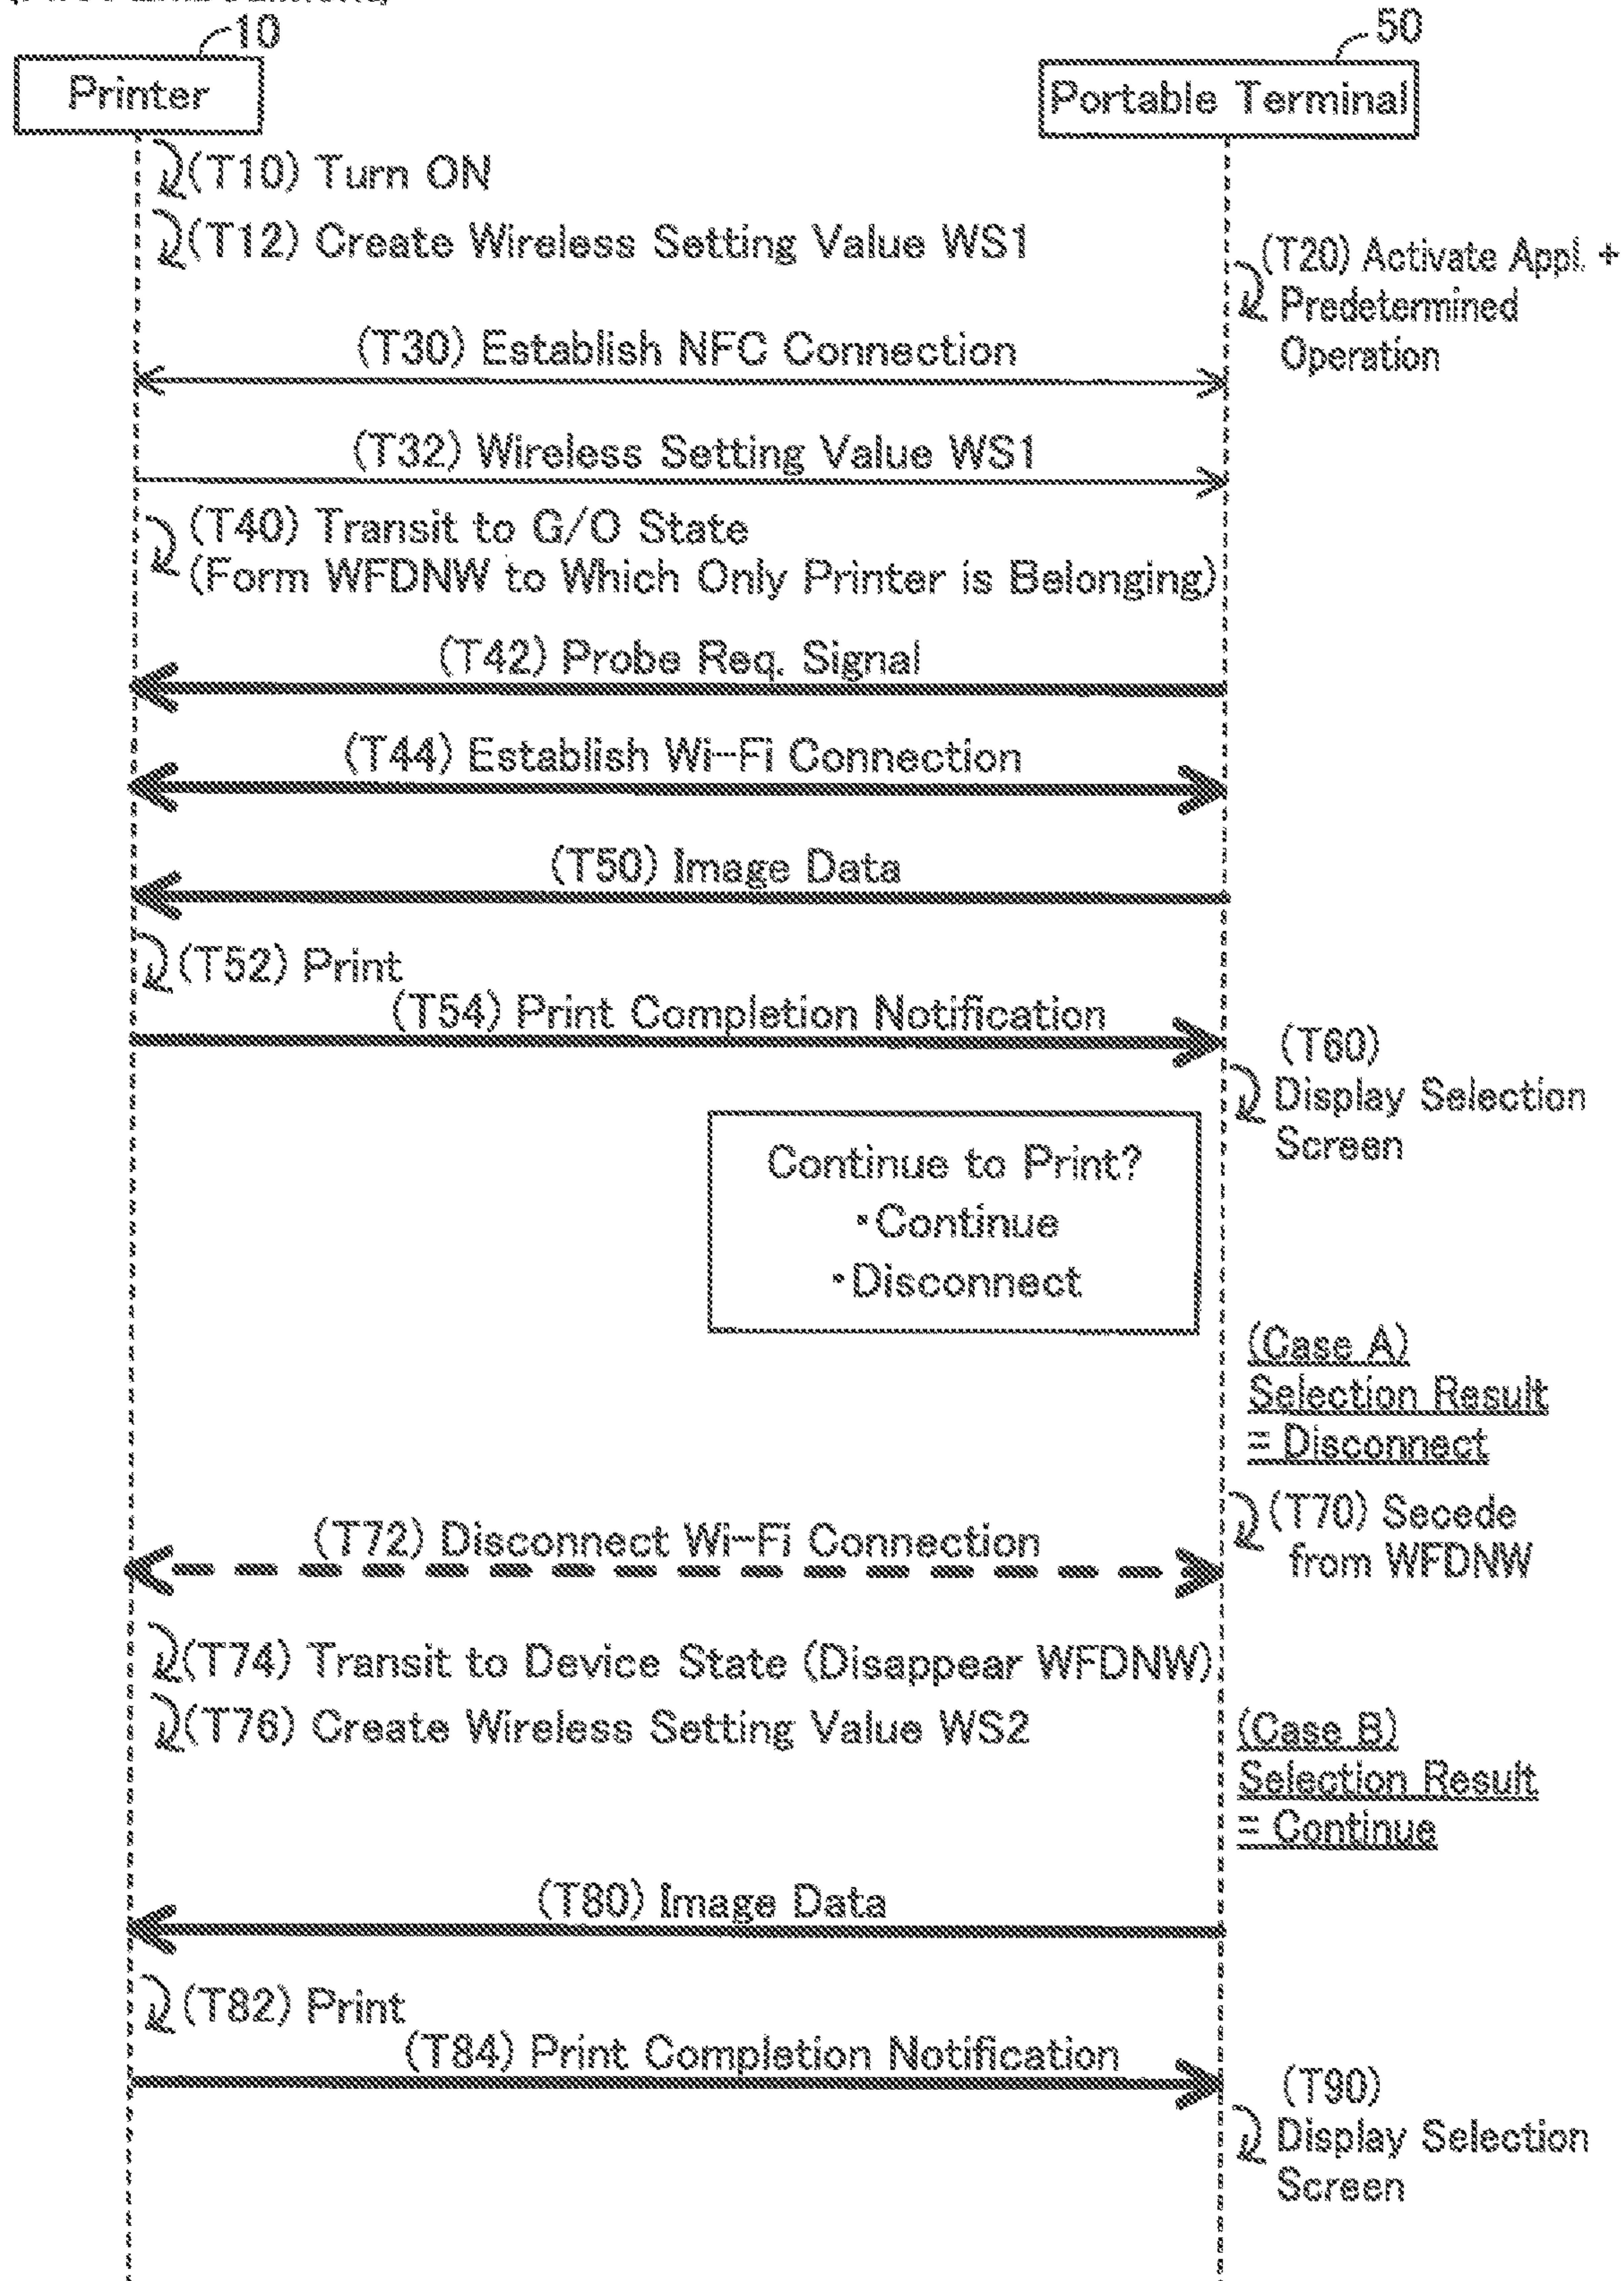 10
50
Printer
Portable Terminal
(T10) Turn ON
(T12) Create Wireless Setting Value WS1
(T20) Activate Appl. +
Predetermined
Operation
(T30) Establish NFC Connection
(T32) Wireless Setting Value WS1
(T40) Transit to G/O State
(Form WFDNW to Which Only Printer is Belonging)
(T42) Probe Req. Signal
(T44) Establish Wi-Fi Connection
(T50) Image Data
(T52) Print
(T54) Print Completion Notification
(T60)
Display Selection
Screen
Continue to Print?
・Continue
・Disconnect
(Case A)
Selection Result
= Disconnect
(T70) Secede
from WFDNW
(T72) Disconnect Wi-Fi Connection
(T74) Transit to Device State (Disappear WFDNW)
(T76) Create Wireless Setting Value WS2
(Case B)
Selection Result
= Continue
(T80) Image Data
(T82) Print
(T84) Print Completion Notification
(T90)
Display Selection
Screen